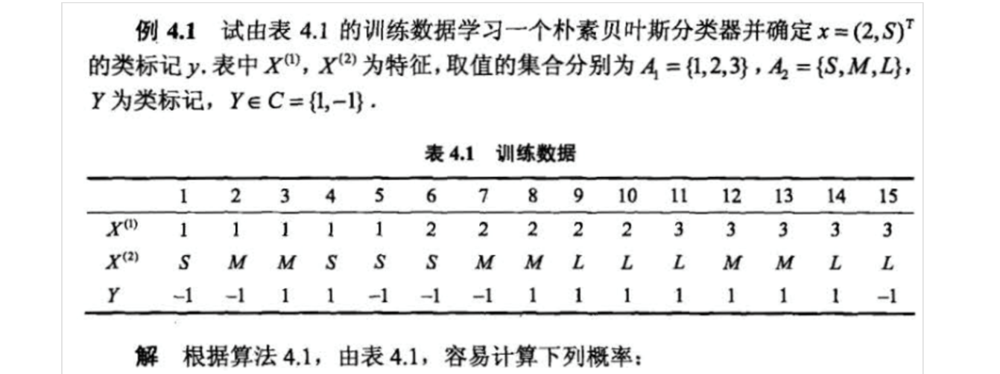 例 4.1 试由表 4.1 的训练数据学习一个朴素贝叶斯分类器并确定 x = (2,S)ᵀ
的类标记 y. 表中 X⁽¹⁾, X⁽²⁾ 为特征, 取值的集合分别为 A₁ = {1,2,3}, A₂ = {S,M,L},
Y 为类标记, Y∈C = {1,−1}.
表 4.1 训练数据
1 2 3 4 5 6 7 8 9 10 11 12 13 14 15
X⁽¹⁾ 1 1 1 1 1 2 2 2 2 2 3 3 3 3 3
X⁽²⁾ S M M S S S M M L L L M M L L
Y −1 −1 1 1 −1 −1 −1 1 1 1 1 1 1 1 −1
解 根据算法 4.1, 由表 4.1, 容易计算下列概率: